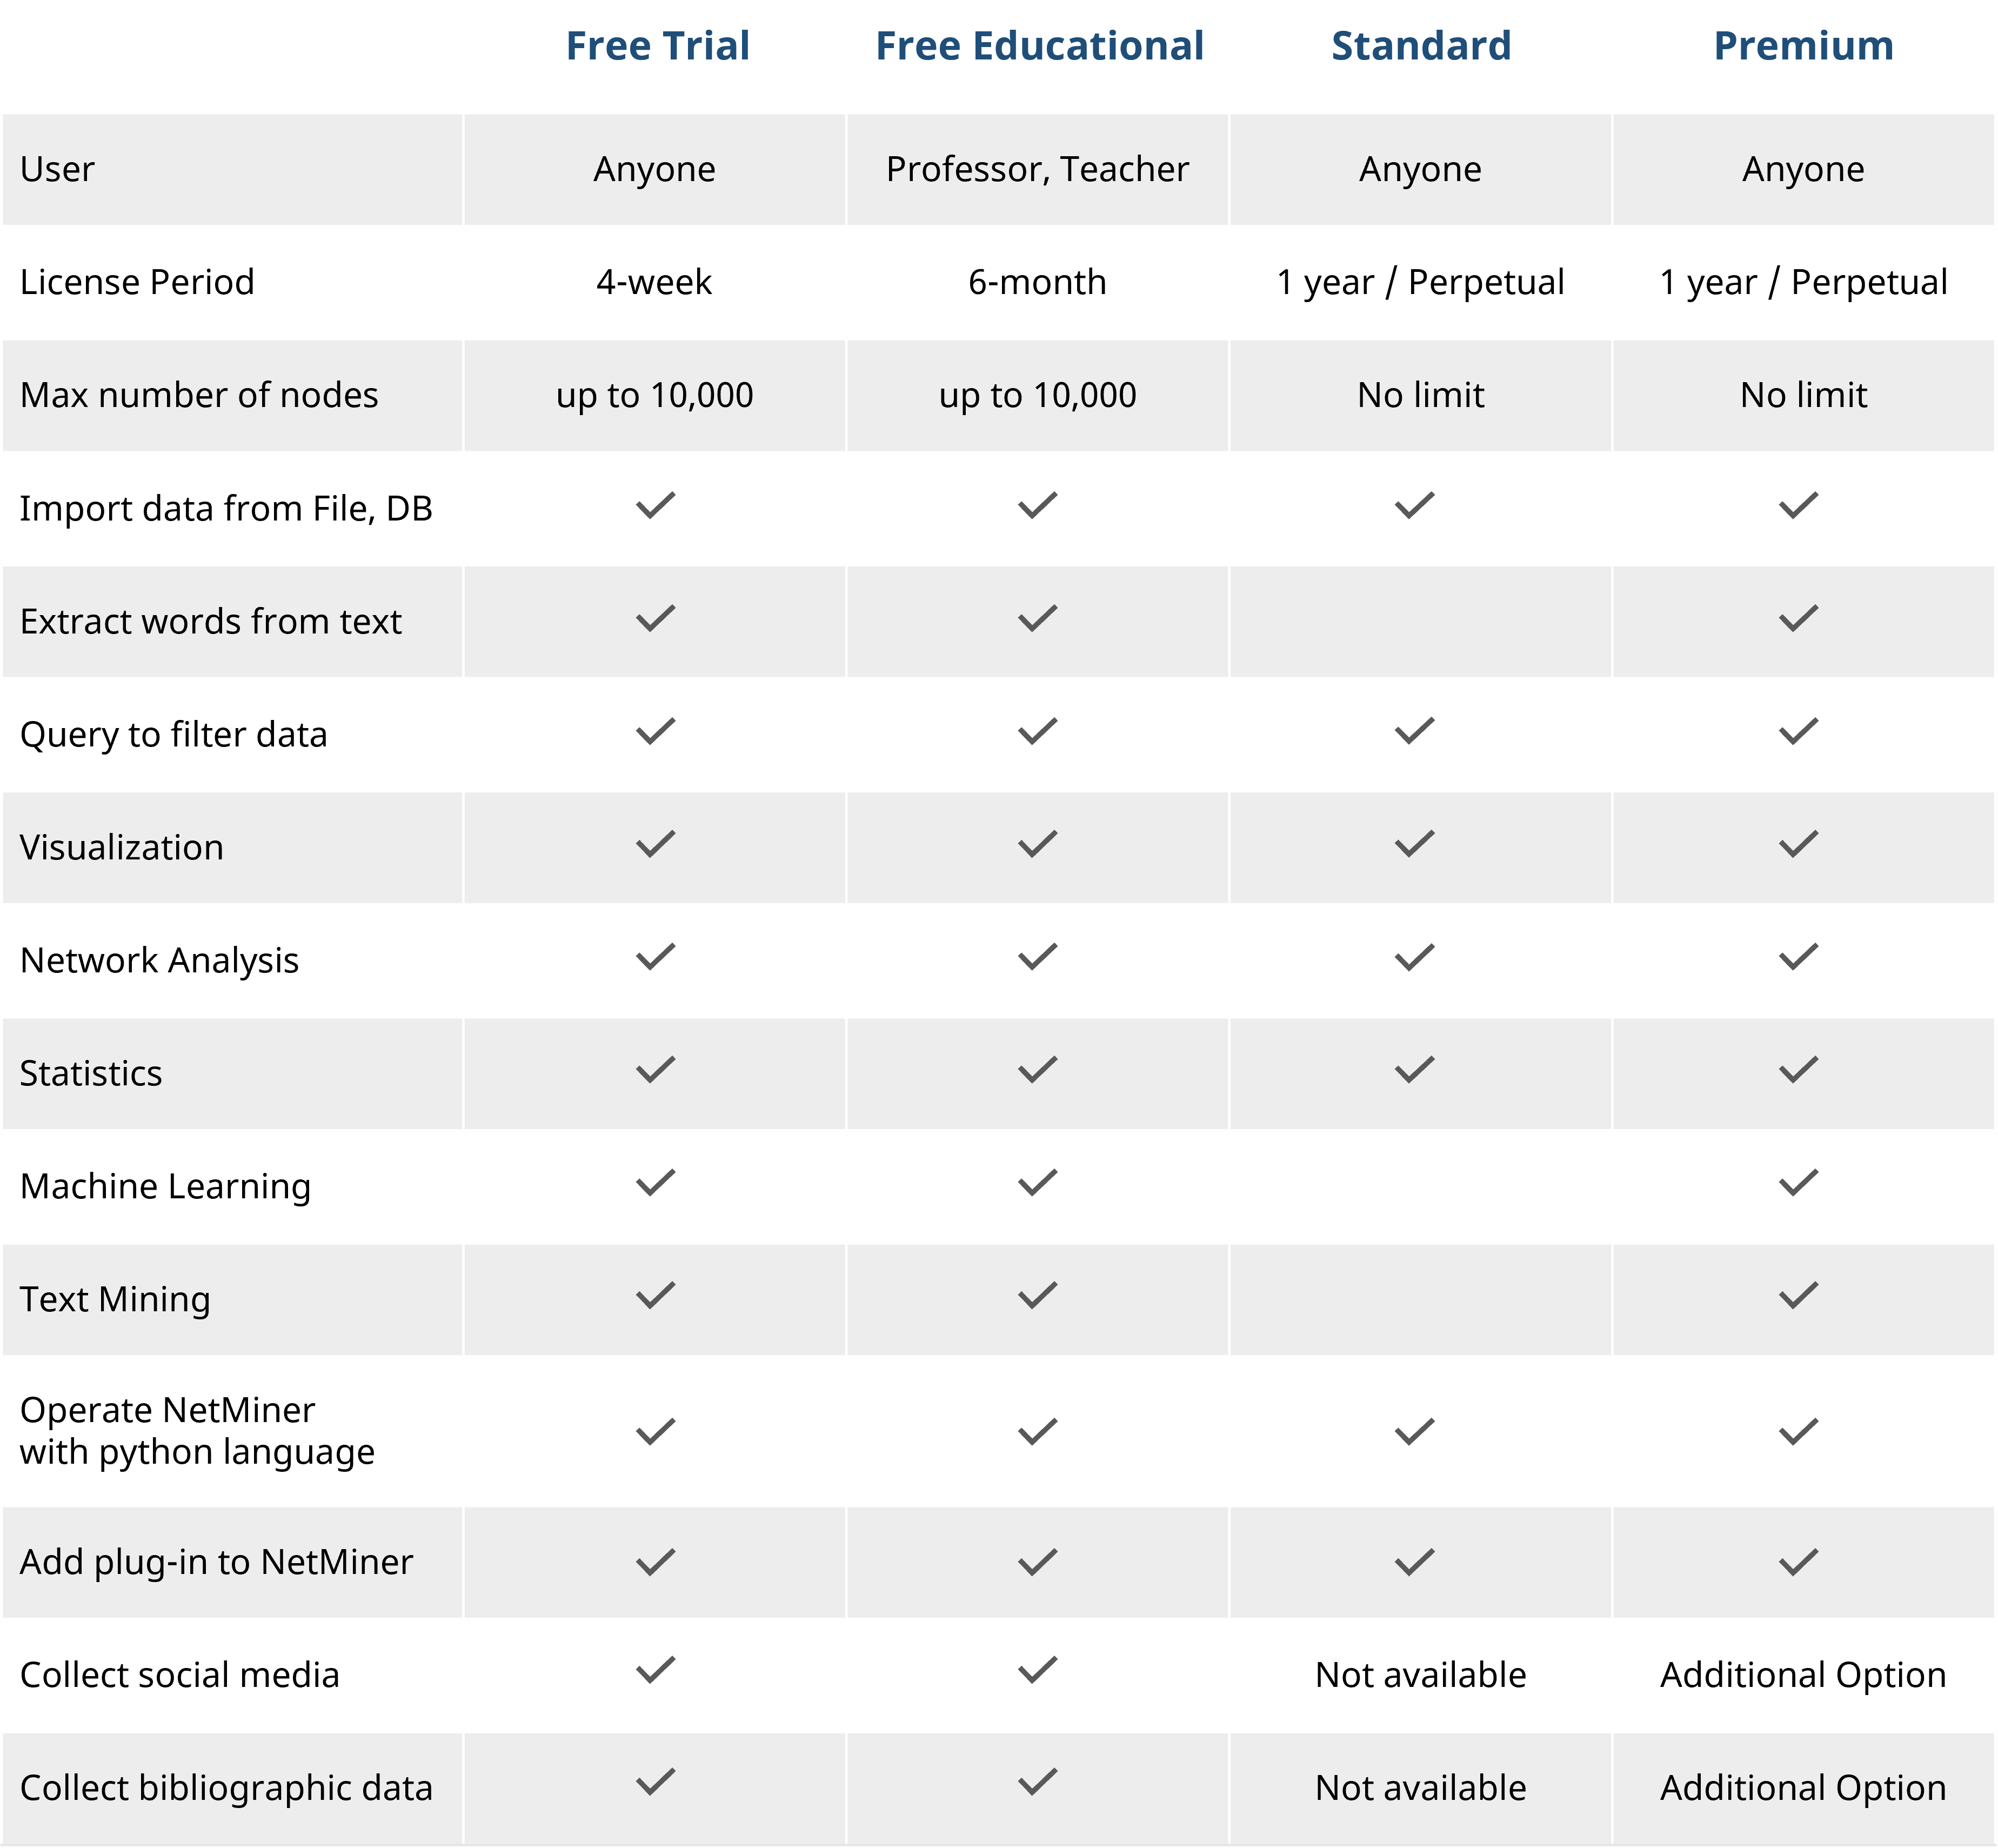 Free Trial Free Educational Standard Premium
User Anyone Professor, Teacher Anyone Anyone
License Period 4-week 6-month 1 year / Perpetual 1 year / Perpetual
Max number of nodes up to 10,000 up to 10,000 No limit No limit
Import data from File, DB
Extract words from text
Query to filter data
Visualization
Network Analysis
Statistics
Machine Learning
Text Mining
Operate NetMiner
with python language
Add plug-in to NetMiner
Collect social media Not available Additional Option
Collect bibliographic data Not available Additional Option